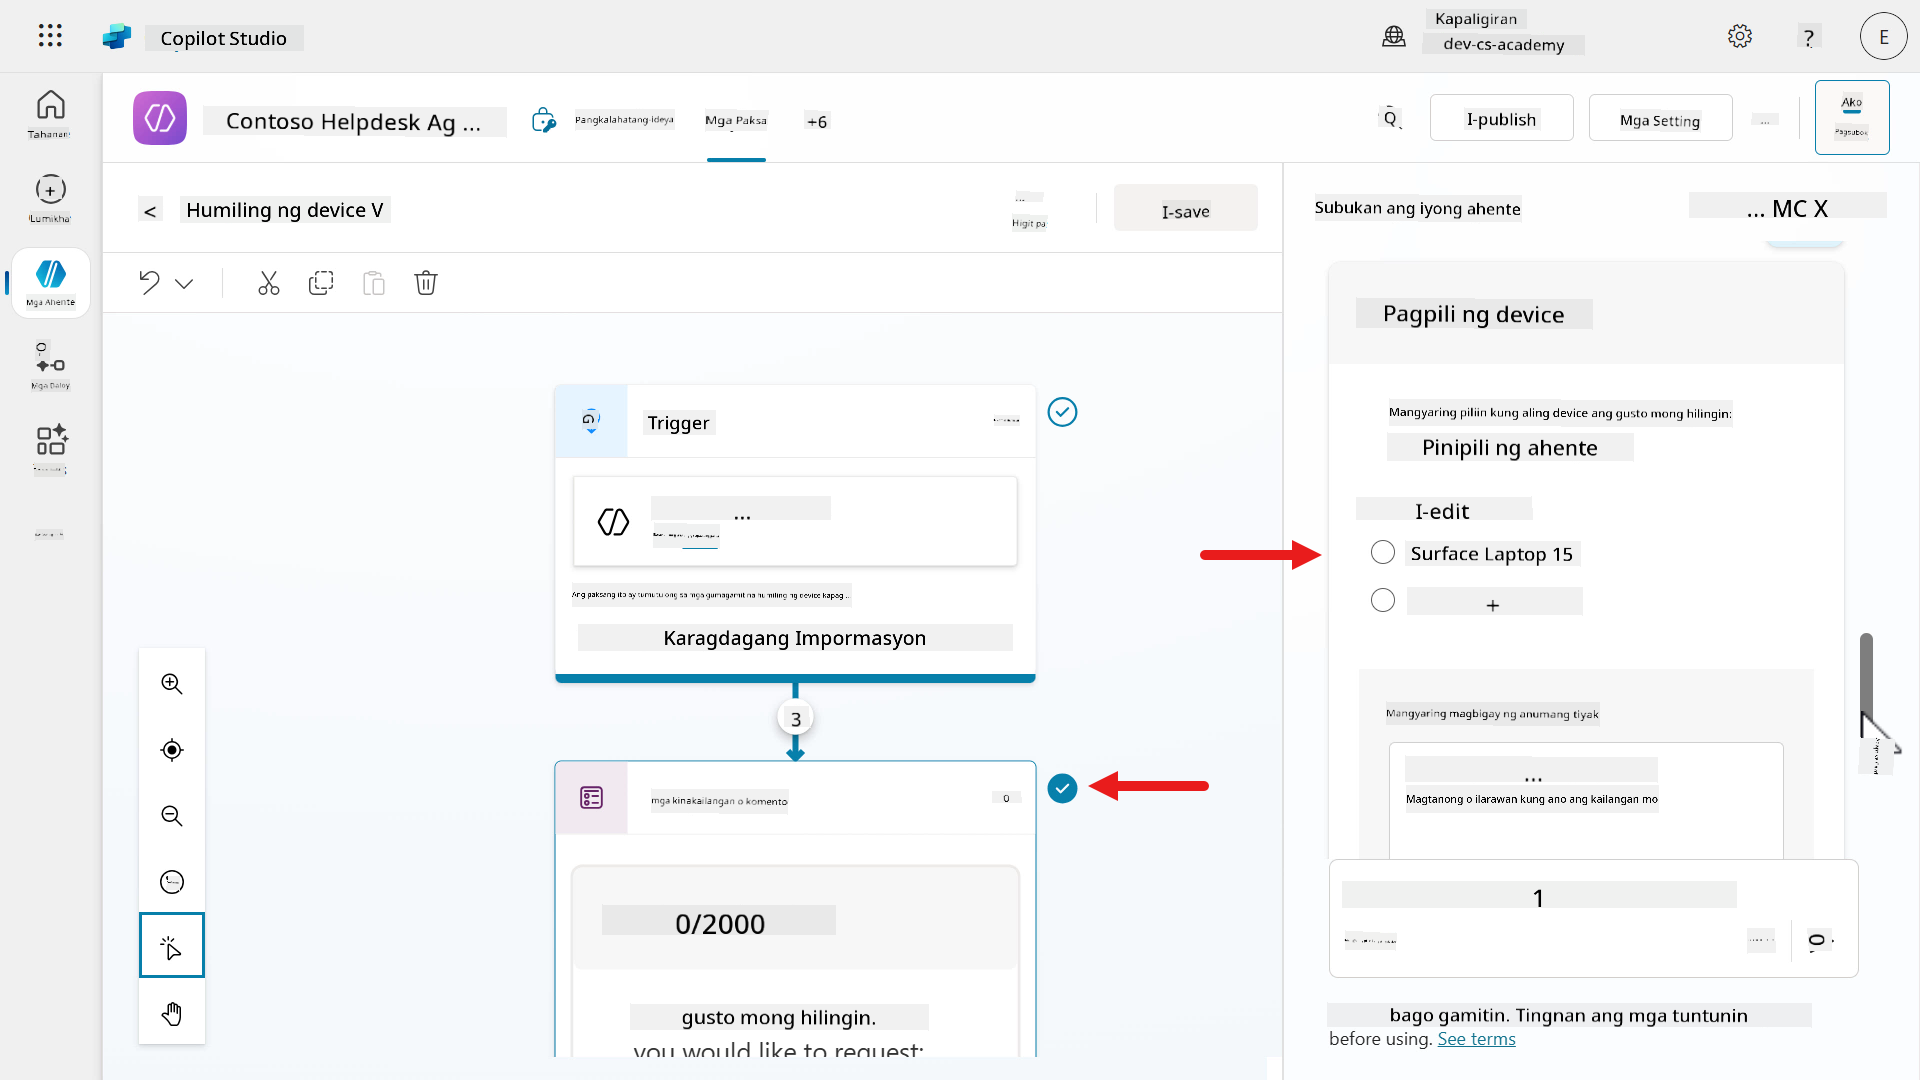 Copilot Studio
Kapaligiran
dev-cs-academy
?
E
Tahanan
Lumikha
Mga Ahente
Mga Daloy
Contoso Helpdesk Ag ...
Pangkalahatang-ideya
Mga Paksa
+6
I-publish
Mga Setting
...
Ako
Pagsubok
< Humiling ng device V
...
Higit pa
I-save
Trigger
...
Ang paksang ito ay tumutulong sa mga gumagamit na humiling ng device kapag...
Karagdagang Impormasyon
3
mga kinakailangan o komento
0
0/2000
gusto mong hilingin.
you would like to request:
Subukan ang iyong ahente
... MC X
Pagpili ng device
Mangyaring piliin kung aling device ang gusto mong hilingin:
Pinipili ng ahente
I-edit
Surface Laptop 15
+
Mangyaring magbigay ng anumang tiyak
...
Magtanong o ilarawan kung ano ang kailangan mo
1
bago gamitin. Tingnan ang mga tuntunin
before using. See terms